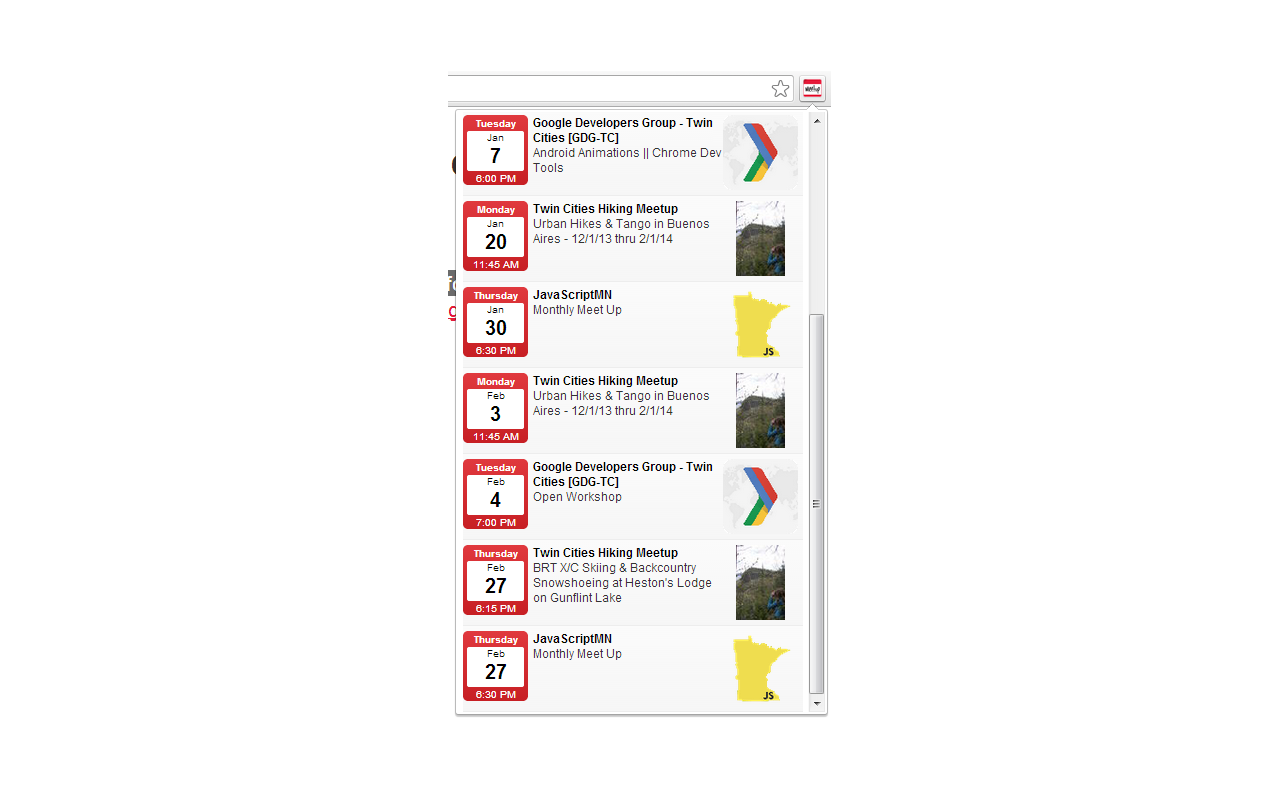 meetup
Tuesday
Jan
7
6:00 PM
Google Developers Group - Twin
Cities [GDG-TC]
Android Animations || Chrome Dev
Tools
Monday
Jan
20
11:45 AM
Twin Cities Hiking Meetup
Urban Hikes & Tango in Buenos
Aires - 12/1/13 thru 2/1/14
Thursday
Jan
30
6:30 PM
JavaScriptMN
Monthly Meet Up
JS
Monday
Feb
3
11:45 AM
Twin Cities Hiking Meetup
Urban Hikes & Tango in Buenos
Aires - 12/1/13 thru 2/1/14
Tuesday
Feb
4
7:00 PM
Google Developers Group - Twin
Cities [GDG-TC]
Open Workshop
Thursday
Feb
27
6:15 PM
Twin Cities Hiking Meetup
BRT X/C Skiing & Backcountry
Snowshoeing at Heston's Lodge
on Gunflint Lake
Thursday
Feb
27
6:30 PM
JavaScriptMN
Monthly Meet Up
JS